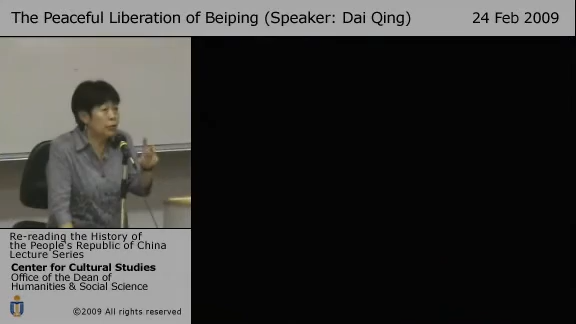 The Peaceful Liberation of Beiping (Speaker: Dai Qing) 24 Feb 2009
Re-reading the History of
the People's Republic of China
Lecture Series
Center for Cultural Studies
Office of the Dean of
Humanities & Social Science
©2009 All rights reserved